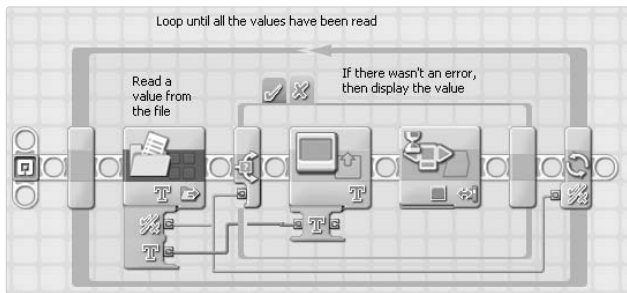 Loop until all the values have been read
Read a
value from
the file
If there wasn't an error,
then display the value
T
T
T
T